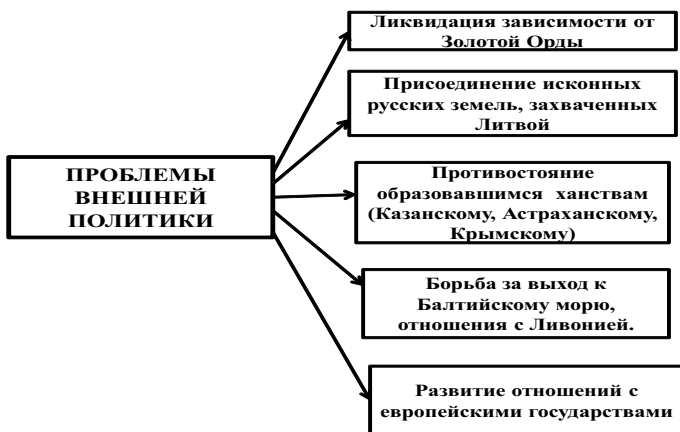 Ликвидация зависимости от
Золотой Орды
Присоединение исконных
русских земель, захваченных
Литвой
ПРОБЛЕМЫ
ВНЕШНЕЙ
ПОЛИТИКИ
Противостояние
образовавшимся ханствам
(Казанскому, Астраханскому,
Крымскому)
Борьба за выход к
Балтийскому морю,
отношения с Ливонией.
Развитие отношений с
европейскими государствами